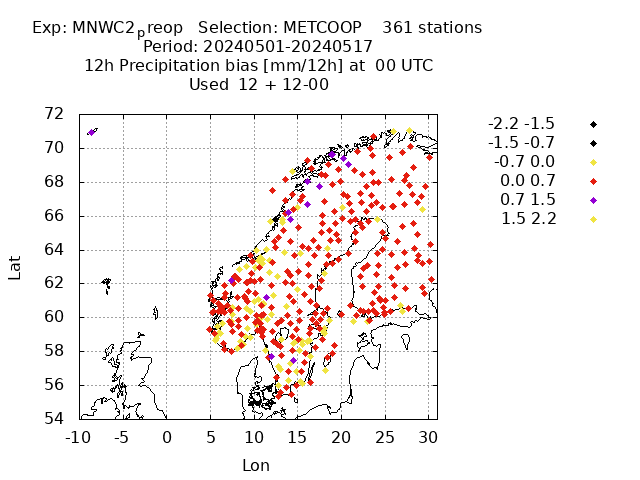 Exp: MNWC2preop   Selection: METCOOP    361 stations
Period: 20240501-20240517
12h Precipitation bias [mm/12h] at  00 UTC
Used  12 + 12-00
-2.2 -1.5
-1.5 -0.7
-0.7 0.0
0.0 0.7
0.7 1.5
1.5 2.2
72
70
68
66
64
62
60
58
56
54
Lat
-10 -5 0 5 10 15 20 25 30
Lon